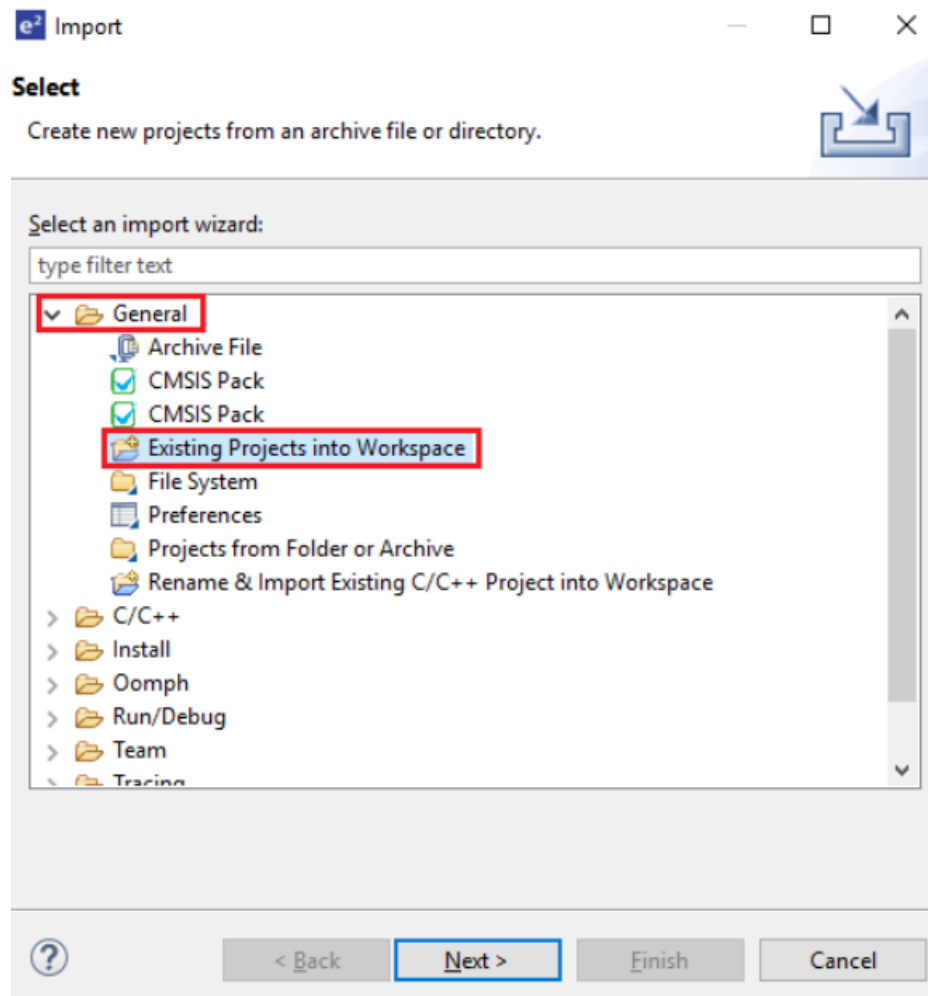 e² Import
Select
Create new projects from an archive file or directory.
Select an import wizard:
type filter text
General
Archive File
CMSIS Pack
CMSIS Pack
Existing Projects into Workspace
File System
Preferences
Projects from Folder or Archive
Rename & Import Existing C/C++ Project into Workspace
C/C++
Install
Oomph
Run/Debug
Team
Tracing
? < Back Next > Finish Cancel